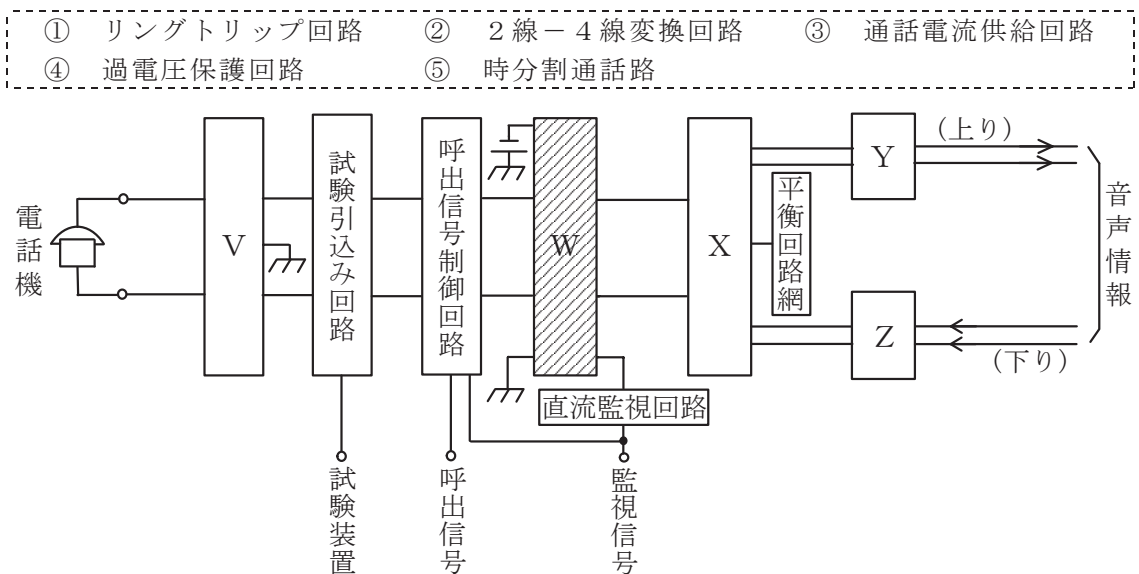 ① リングトリップ回路 ② 2線-4線変換回路 ③ 通話電流供給回路
④ 過電圧保護回路 ⑤ 時分割通話路
電話機
V
試験引込み回路
呼出信号制御回路
W
X
平衡回路網
Y
(上り)
Z
(下り)
音声情報
直流監視回路
試験装置
呼出信号
監視信号